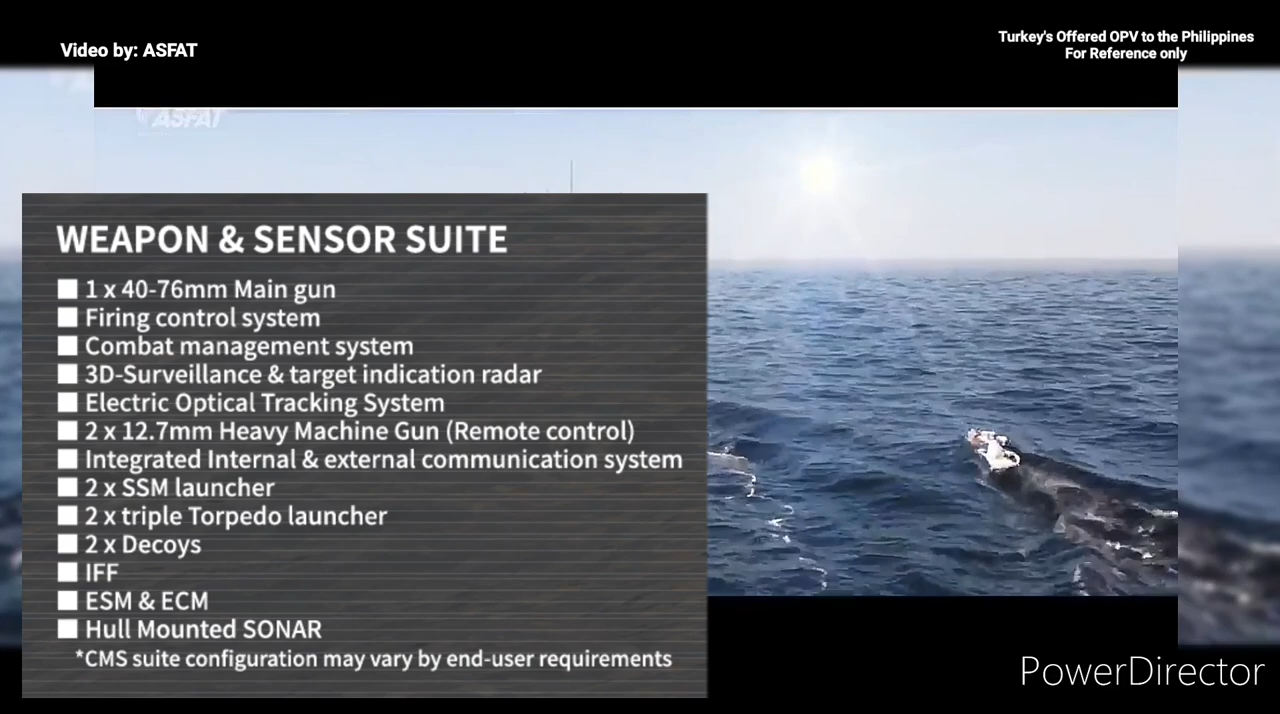 Video by: ASFAT
Turkey's Offered OPV to the Philippines
For Reference only
ASFAT
WEAPON & SENSOR SUITE
1 x 40-76mm Main gun
Firing control system
Combat management system
3D-Surveillance & target indication radar
Electric Optical Tracking System
2 x 12.7mm Heavy Machine Gun (Remote control)
Integrated Internal & external communication system
2 x SSM launcher
2 x triple Torpedo launcher
2 x Decoys
IFF
ESM & ECM
Hull Mounted SONAR
*CMS suite configuration may vary by end-user requirements
PowerDirector